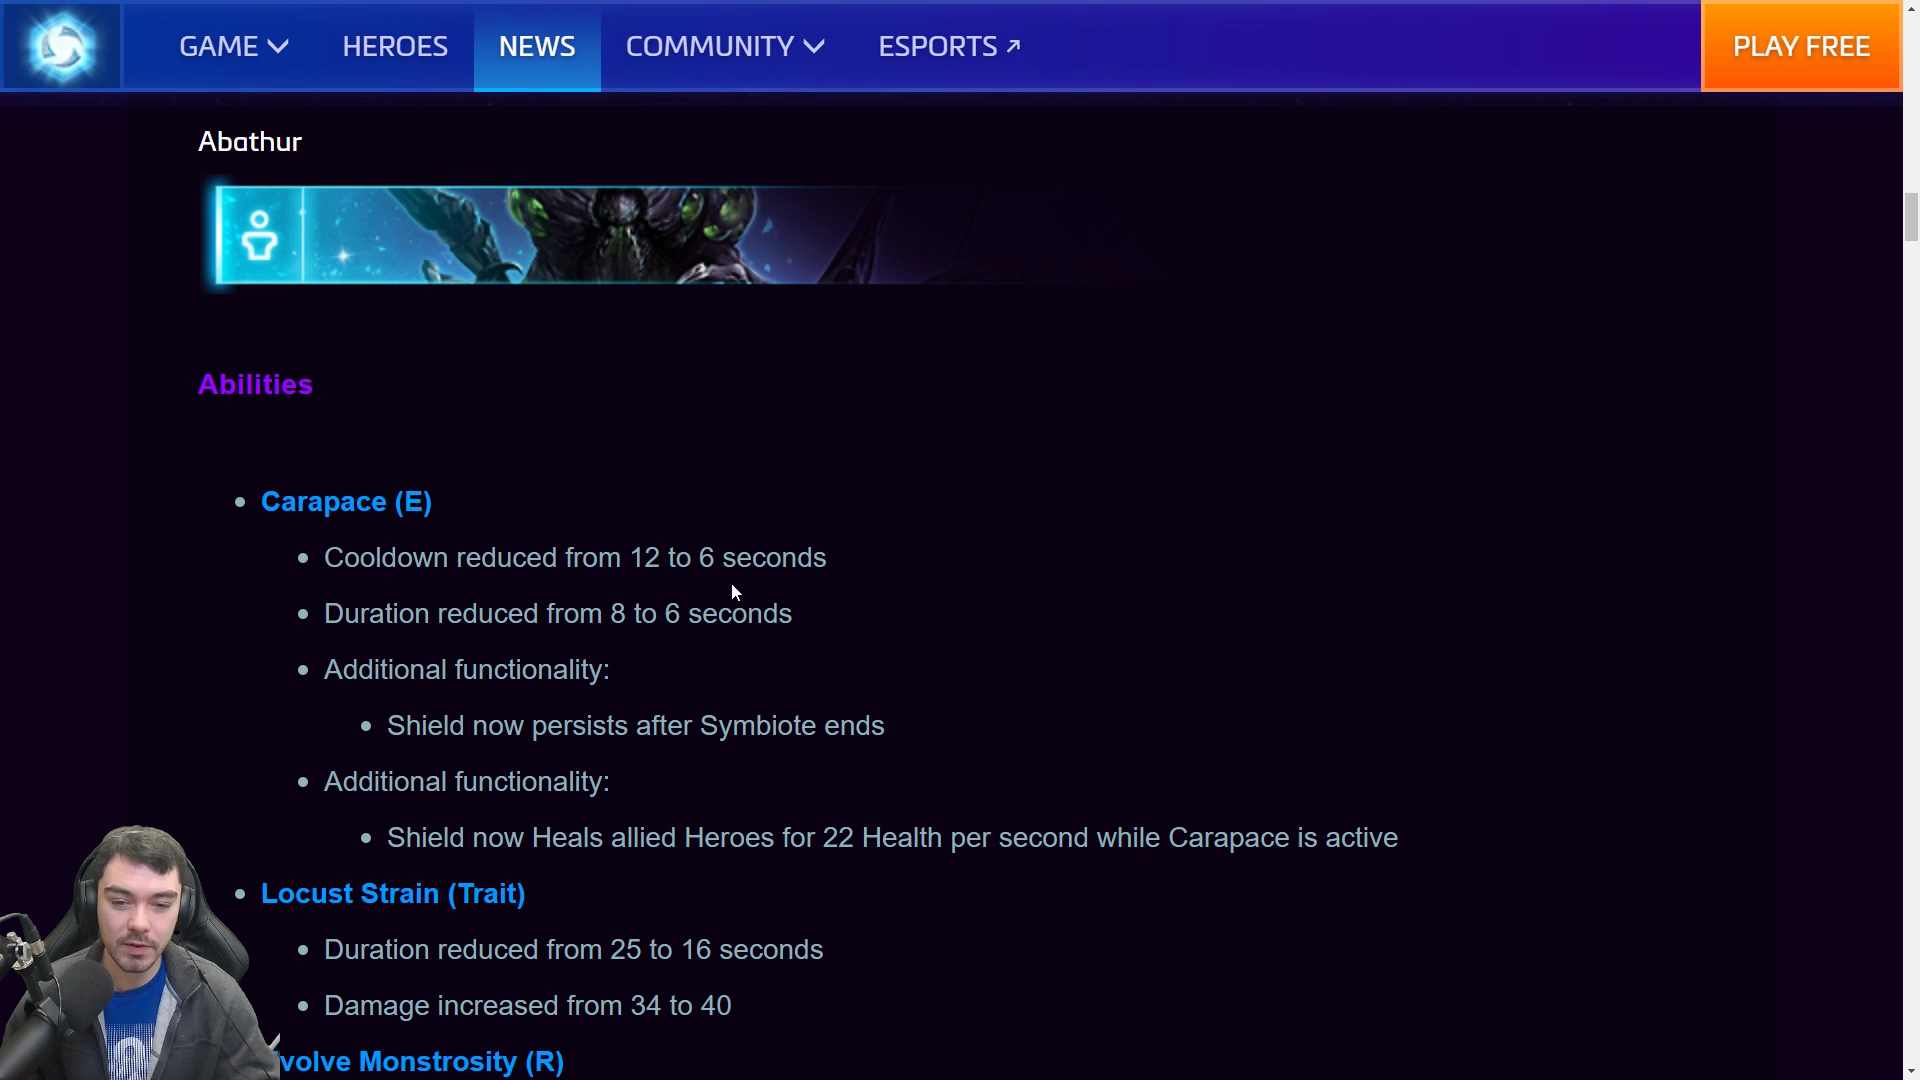 GAME
HEROES
NEWS
COMMUNITY
ESPORTS
PLAY FREE
Abathur
Abilities
Carapace (E)
Cooldown reduced from 12 to 6 seconds
Duration reduced from 8 to 6 seconds
Additional functionality:
Shield now persists after Symbiote ends
Additional functionality:
Shield now Heals allied Heroes for 22 Health per second while Carapace is active
Locust Strain (Trait)
Duration reduced from 25 to 16 seconds
Damage increased from 34 to 40
volve Monstrosity (R)